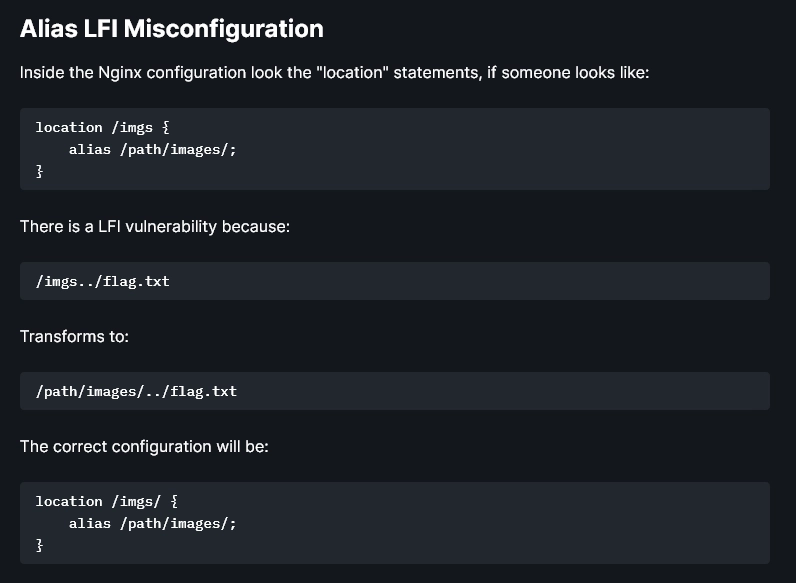 Alias LFI Misconfiguration
Inside the Nginx configuration look the "location" statements, if someone looks like:
location /imgs {
    alias /path/images/;
}
There is a LFI vulnerability because:
/imgs../flag.txt
Transforms to:
/path/images/../flag.txt
The correct configuration will be:
location /imgs/ {
    alias /path/images/;
}